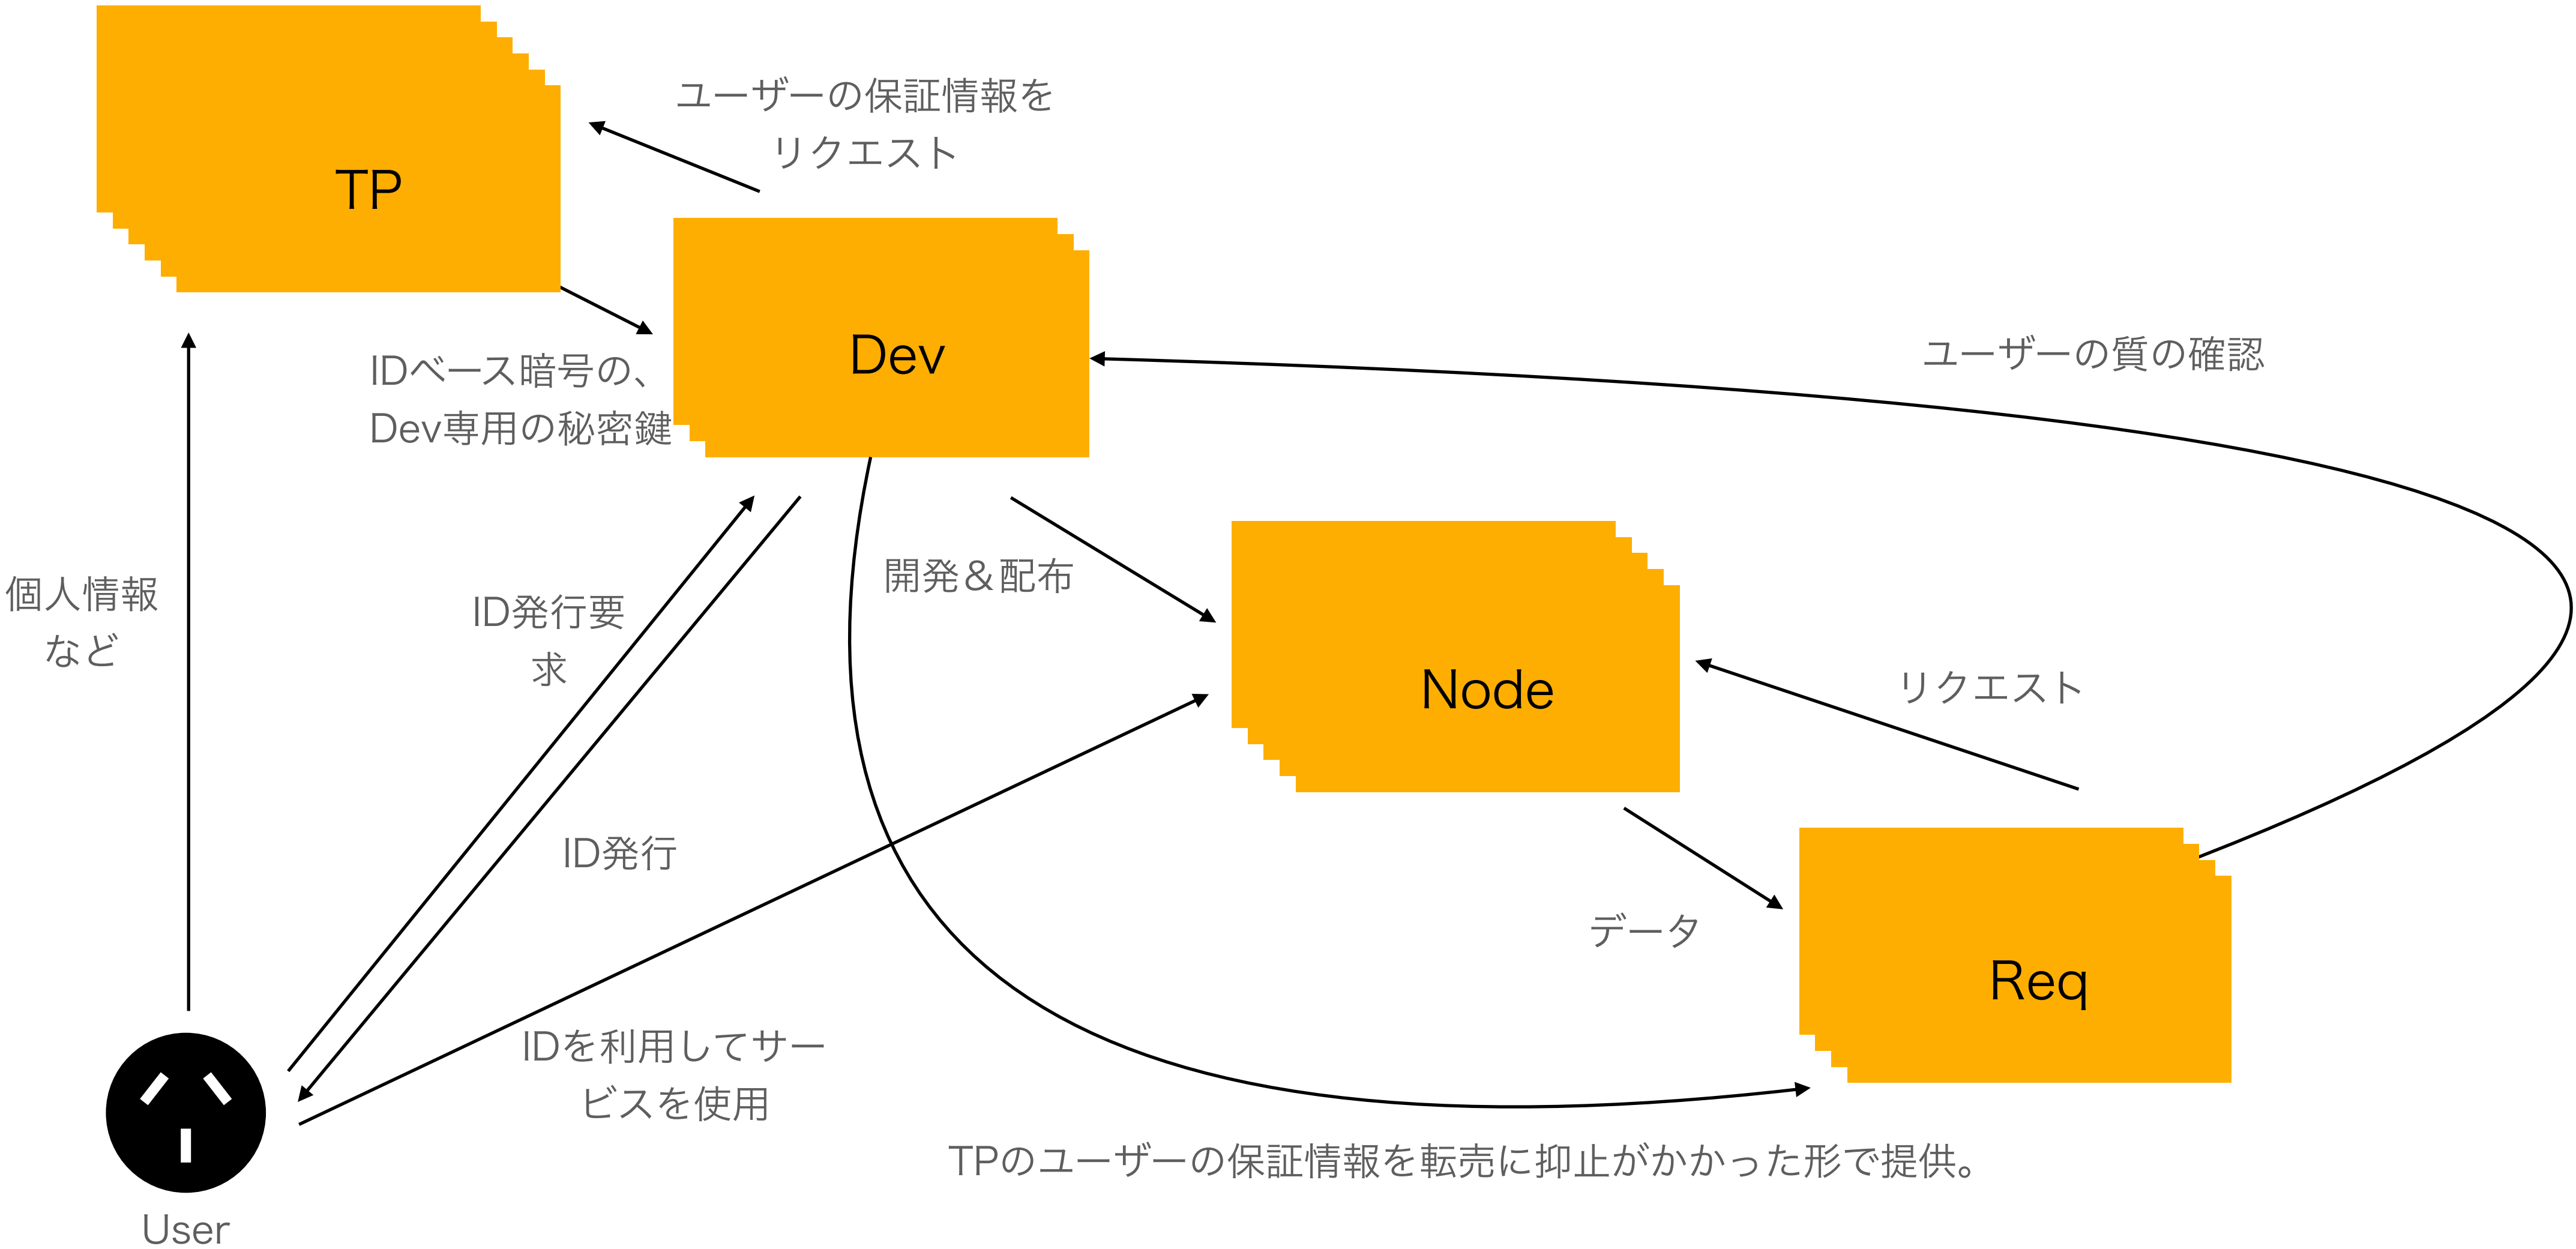 ユーザーの保証情報を
リクエスト
TP
Dev
IDベース暗号の、
Dev専用の秘密鍵
ユーザーの質の確認
個人情報
など
ID発行要
求
開発＆配布
Node
リクエスト
ID発行
データ
Req
IDを利用してサー
ビスを使用
TPのユーザーの保証情報を転売に抑止がかかった形で提供。
User